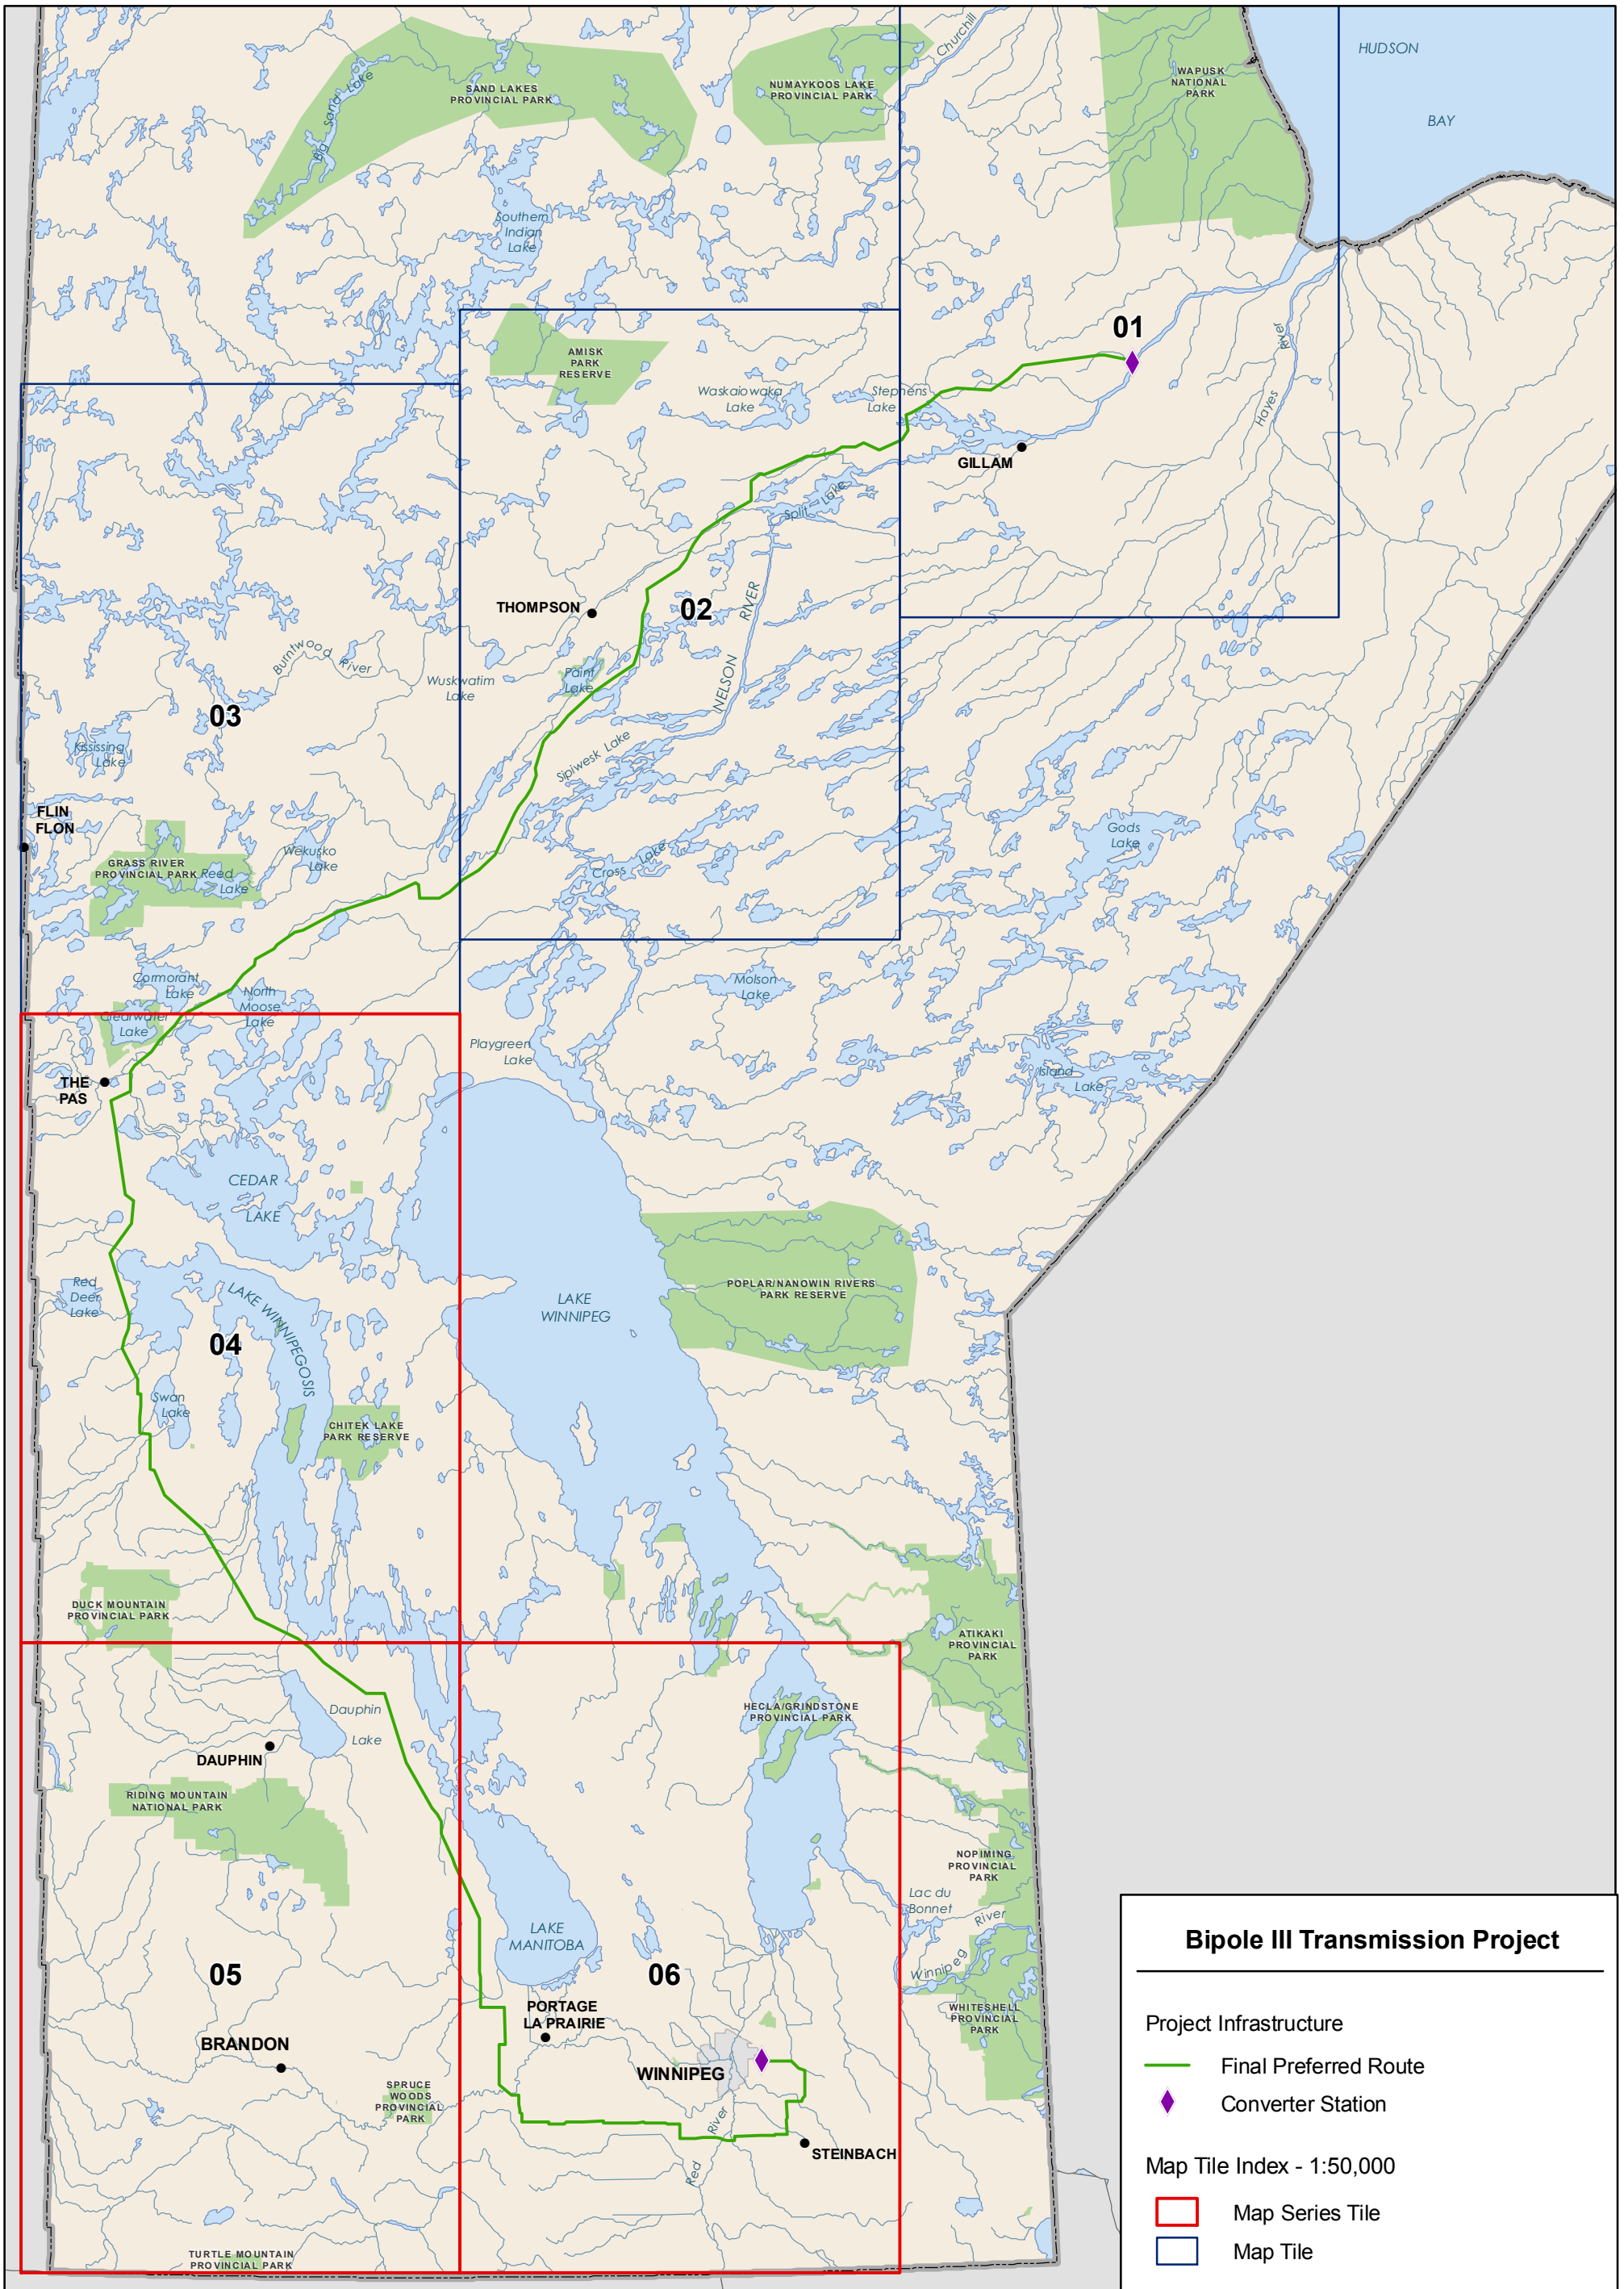 Churchill
HUDSON
BAY
WAPUSK
NATIONAL
PARK
NUMAYKOOS LAKE
PROVINCIAL PARK
SAND LAKES
PROVINCIAL PARK
Big Sand Lake
Southern
Indian
Lake
01
River
Hayes
AMISK
PARK
RESERVE
Waskaiowaka
Lake
Stephens
Lake
GILLAM
Split Lake
THOMPSON
02
NELSON RIVER
Burntwood River
Wuskwatim
Lake
Paint
Lake
03
Sipiwesk Lake
Kississing
Lake
FLIN
FLON
Gods
Lake
GRASS RIVER
PROVINCIAL PARK
Reed
Lake
Wekusko
Lake
Cross Lake
Cormorant
Lake
North
Moose
Lake
Molson
Lake
Clearwater
Lake
Playgreen
Lake
THE
PAS
Island
Lake
CEDAR
LAKE
Red
Deer
Lake
LAKE WINNIPEGOSIS
LAKE
WINNIPEG
POPLAR/NANOWIN RIVERS
PARK RESERVE
04
Swan
Lake
CHITEK LAKE
PARK RESERVE
DUCK MOUNTAIN
PROVINCIAL PARK
ATIKAKI
PROVINCIAL
PARK
Dauphin
Lake
HECLA/GRINDSTONE
PROVINCIAL PARK
DAUPHIN
RIDING MOUNTAIN
NATIONAL PARK
NOPIMING
PROVINCIAL
PARK
Lac du
Bonnet
Winnipeg River
LAKE
MANITOBA
05
06
PORTAGE
LA PRAIRIE
WHITESHELL
PROVINCIAL
PARK
BRANDON
WINNIPEG
SPRUCE
WOODS
PROVINCIAL
PARK
Red River
STEINBACH
TURTLE MOUNTAIN
PROVINCIAL PARK
Bipole III Transmission Project
Project Infrastructure
Final Preferred Route
Converter Station
Map Tile Index - 1:50,000
Map Series Tile
Map Tile